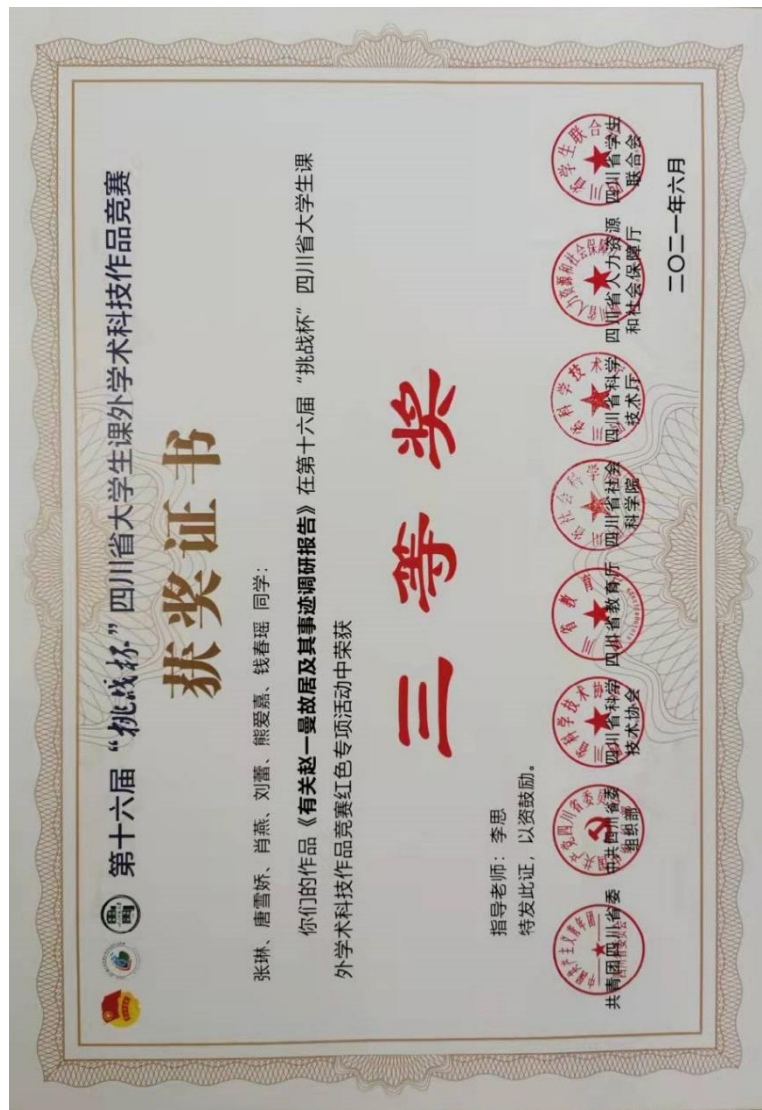 第十六届“挑战杯”四川省大学生课外学术科技作品竞赛
获奖证书
张琳、唐雪娇、肖燕、刘蕾、熊爱嘉、钱春瑶 同学：
你们的作品《有关赵一曼故居及其事迹调研报告》在第十六届“挑战杯”四川省大学生课
外学术科技作品竞赛红色专项活动中荣获
三等奖
指导老师：李思
特发此证，以资鼓励。
共青团四川省委 中共四川省委组织部 四川省科学技术协会 四川省教育厅 四川省社会科学院 四川省科学技术厅 四川省人力资源和社会保障厅 四川省学生联合会
二〇二一年六月